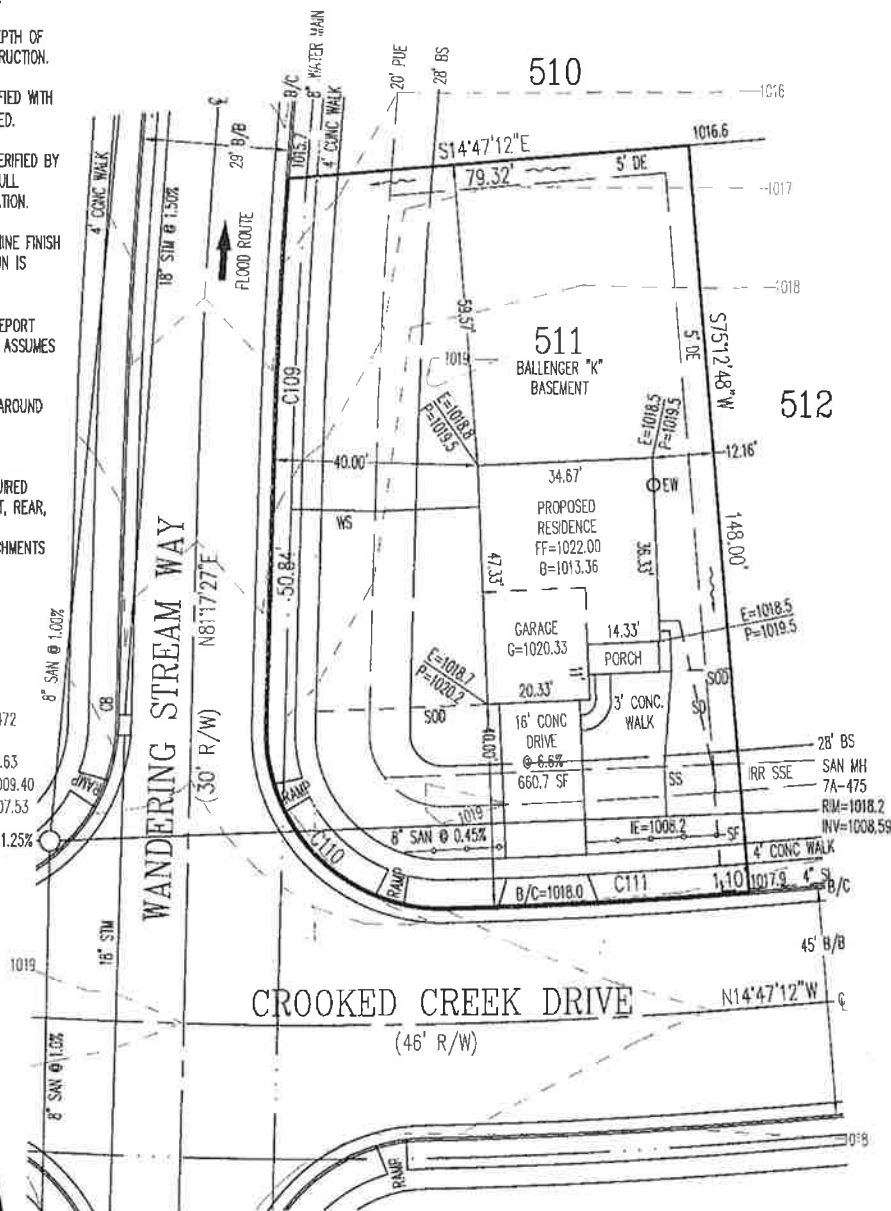 EPTH OF
RUCTION.
FIED WITH
ED.
ERIFIED BY
ULL
ATION.
MINE FINISH
ON IS
EPORT
ASSUMES
AROUND
URED
T, REAR,
CHMENTS
472
.63
009.40
07.53
1.25%
4' CONC WALK
18" STM @ 1.50%
29' B/B
B/C
1015.7
8" WATER MAIN
4' CONC WALK
20' PUE
28' BS
510
1016
1016.6
S14°47'12"E
79.32'
5' DE
1017
FLOOD ROUTE
1018
59.57'
511
BALLENGER "K"
BASEMENT
1019
5' DE
S75°12'48"W
512
C109
E=1018.8
P=1019.5
E=1018.5
P=1019.5
40.00'
34.67'
12.16'
EW
WS
PROPOSED
RESIDENCE
FF=1022.00
B=1013.36
148.00'
50.84'
47.33'
36.33'
WANDERING STREAM WAY
N81°17'27"E
(30' R/W)
8" SAN @ 1.00%
CB
GARAGE
G=1020.33
14.33'
PORCH
E=1018.5
P=1019.5
E=1018.7
P=1020.2
SOD
20.33'
11'
SOD
SD
16' CONC
DRIVE
@ 6.6%
660.7 SF
3' CONC.
WALK
40.00'
28' BS
SAN MH
7A-475
RIM=1018.2
INV=1008.59
SS
IRR SSE
RAMP
RAMP
1019
8" SAN @ 0.45%
IE=1008.2
SF
4' CONC WALK
C110
RAMP
B/C=1018.0
C111
1.10
1017.9
4" SL
B/C
45' B/B
18" STM
1019
CROOKED CREEK DRIVE
(46' R/W)
N14°47'12"W
8" SAN @ 1.0%
RAMP
1018